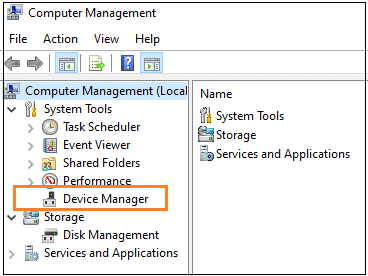 Computer Management
File Action View Help
Computer Management (Local
System Tools
Task Scheduler
Event Viewer
Shared Folders
Performance
Device Manager
Storage
Disk Management
Services and Applications
Name
System Tools
Storage
Services and Applications